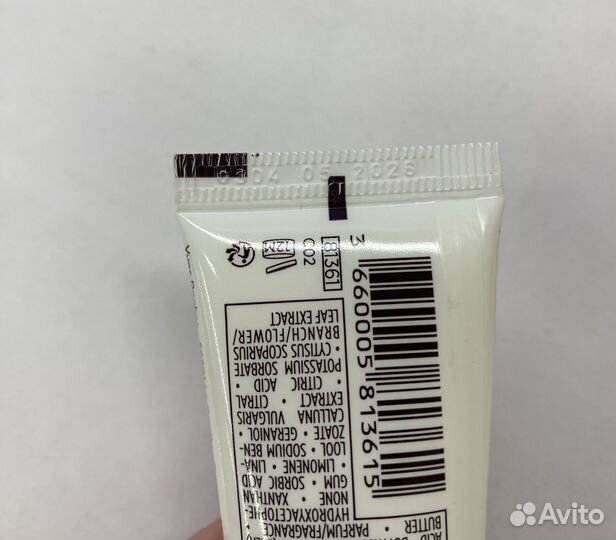 0304 05 2026
81361
C02
12M
3 660005 813615
ACID
BUTTER · PARFUM/FRAGRANCE
HYDROXYACETOPHE-
NONE · XANTHAN
GUM · SORBIC ACID
· LIMONENE · LINA-
LOOL · SODIUM BEN-
ZOATE · GERANIOL ·
CALLUNA VULGARIS
EXTRACT · CITRAL
· CITRIC ACID ·
POTASSIUM SORBATE
· CYTISUS SCOPARIUS
BRANCH/FLOWER/
LEAF EXTRACT
Avito